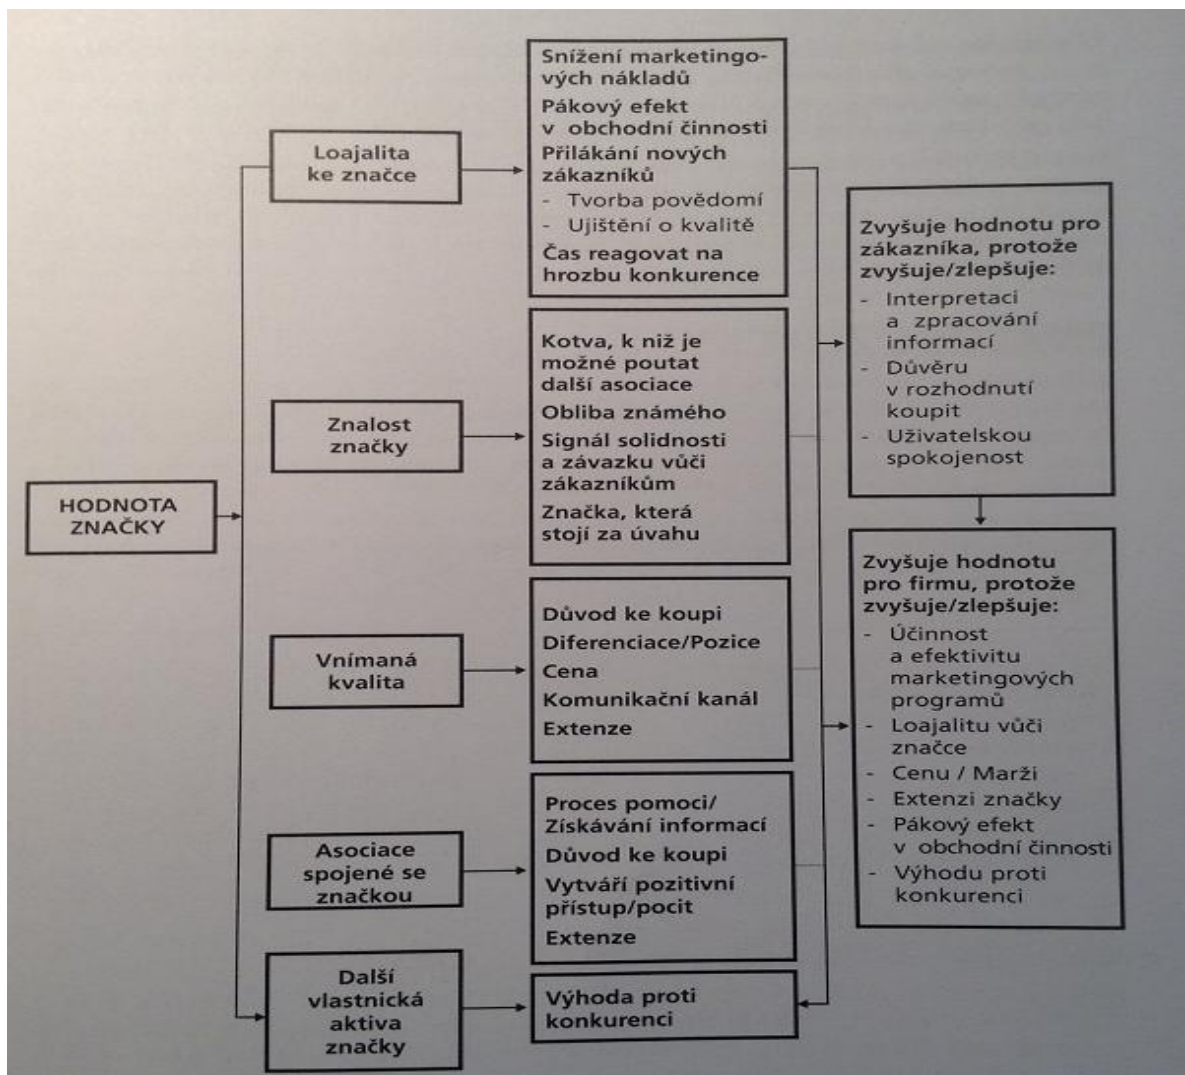 HODNOTA
ZNAČKY
Loajalita
ke značce
Snížení marketingo-
vých nákladů
Pákový efekt
v obchodní činnosti
Přilákání nových
zákazníků
- Tvorba povědomí
- Ujištění o kvalitě
Čas reagovat na
hrozbu konkurence
Znalost
značky
Kotva, k niž je
možné poutat
další asociace
Obliba známého
Signál solidnosti
a závazku vůči
zákazníkům
Značka, která
stojí za úvahu
Vnímaná
kvalita
Důvod ke koupi
Diferenciace/Pozice
Cena
Komunikační kanál
Extenze
Asociace
spojené se
značkou
Proces pomoci/
Získávání informací
Důvod ke koupi
Vytváří pozitivní
přístup/pocit
Extenze
Další
vlastnická
aktiva
značky
Výhoda proti
konkurenci
Zvyšuje hodnotu pro
zákazníka, protože
zvyšuje/zlepšuje:
- Interpretaci
a zpracování
informací
- Důvěru
v rozhodnutí
koupit
- Uživatelskou
spokojenost
Zvyšuje hodnotu
pro firmu, protože
zvyšuje/zlepšuje:
- Účinnost
a efektivitu
marketingových
programů
- Loajalitu vůči
značce
- Cenu / Marži
- Extenzi značky
- Pákový efekt
v obchodní činnosti
- Výhodu proti
konkurenci